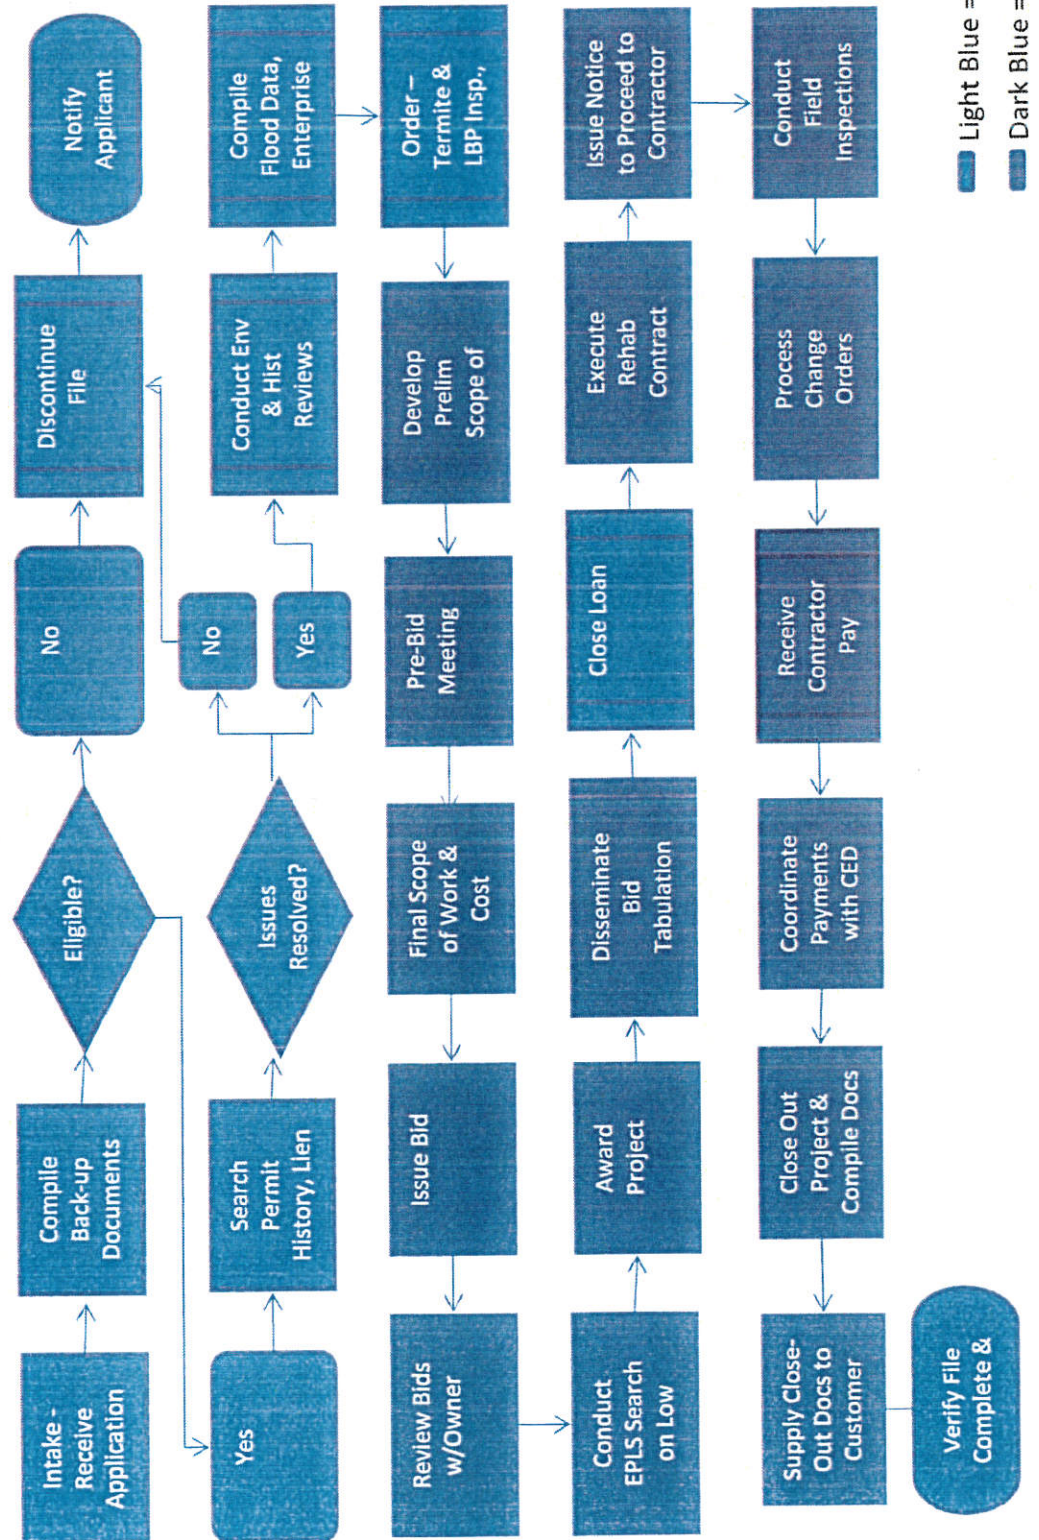 Intake -
Receive
Application
Compile
Back-up
Documents
Eligible?
No
Discontinue
File
Notify
Applicant
Yes
Search
Permit
History, Lien
Issues
Resolved?
No
Yes
Conduct Env
& Hist
Reviews
Compile
Flood Data,
Enterprise
Order –
Termite &
LBP Insp.,
Develop
Prelim
Scope of
Pre-Bid
Meeting
Final Scope
of Work &
Cost
Issue Bid
Review Bids
w/Owner
Conduct
EPLS Search
on Low
Award
Project
Disseminate
Bid
Tabulation
Close Loan
Execute
Rehab
Contract
Issue Notice
to Proceed to
Contractor
Conduct
Field
Inspections
Process
Change
Orders
Receive
Contractor
Pay
Coordinate
Payments
with CED
Close Out
Project &
Compile Docs
Supply Close-
Out Docs to
Customer
Verify File
Complete &
Light Blue =
Dark Blue =